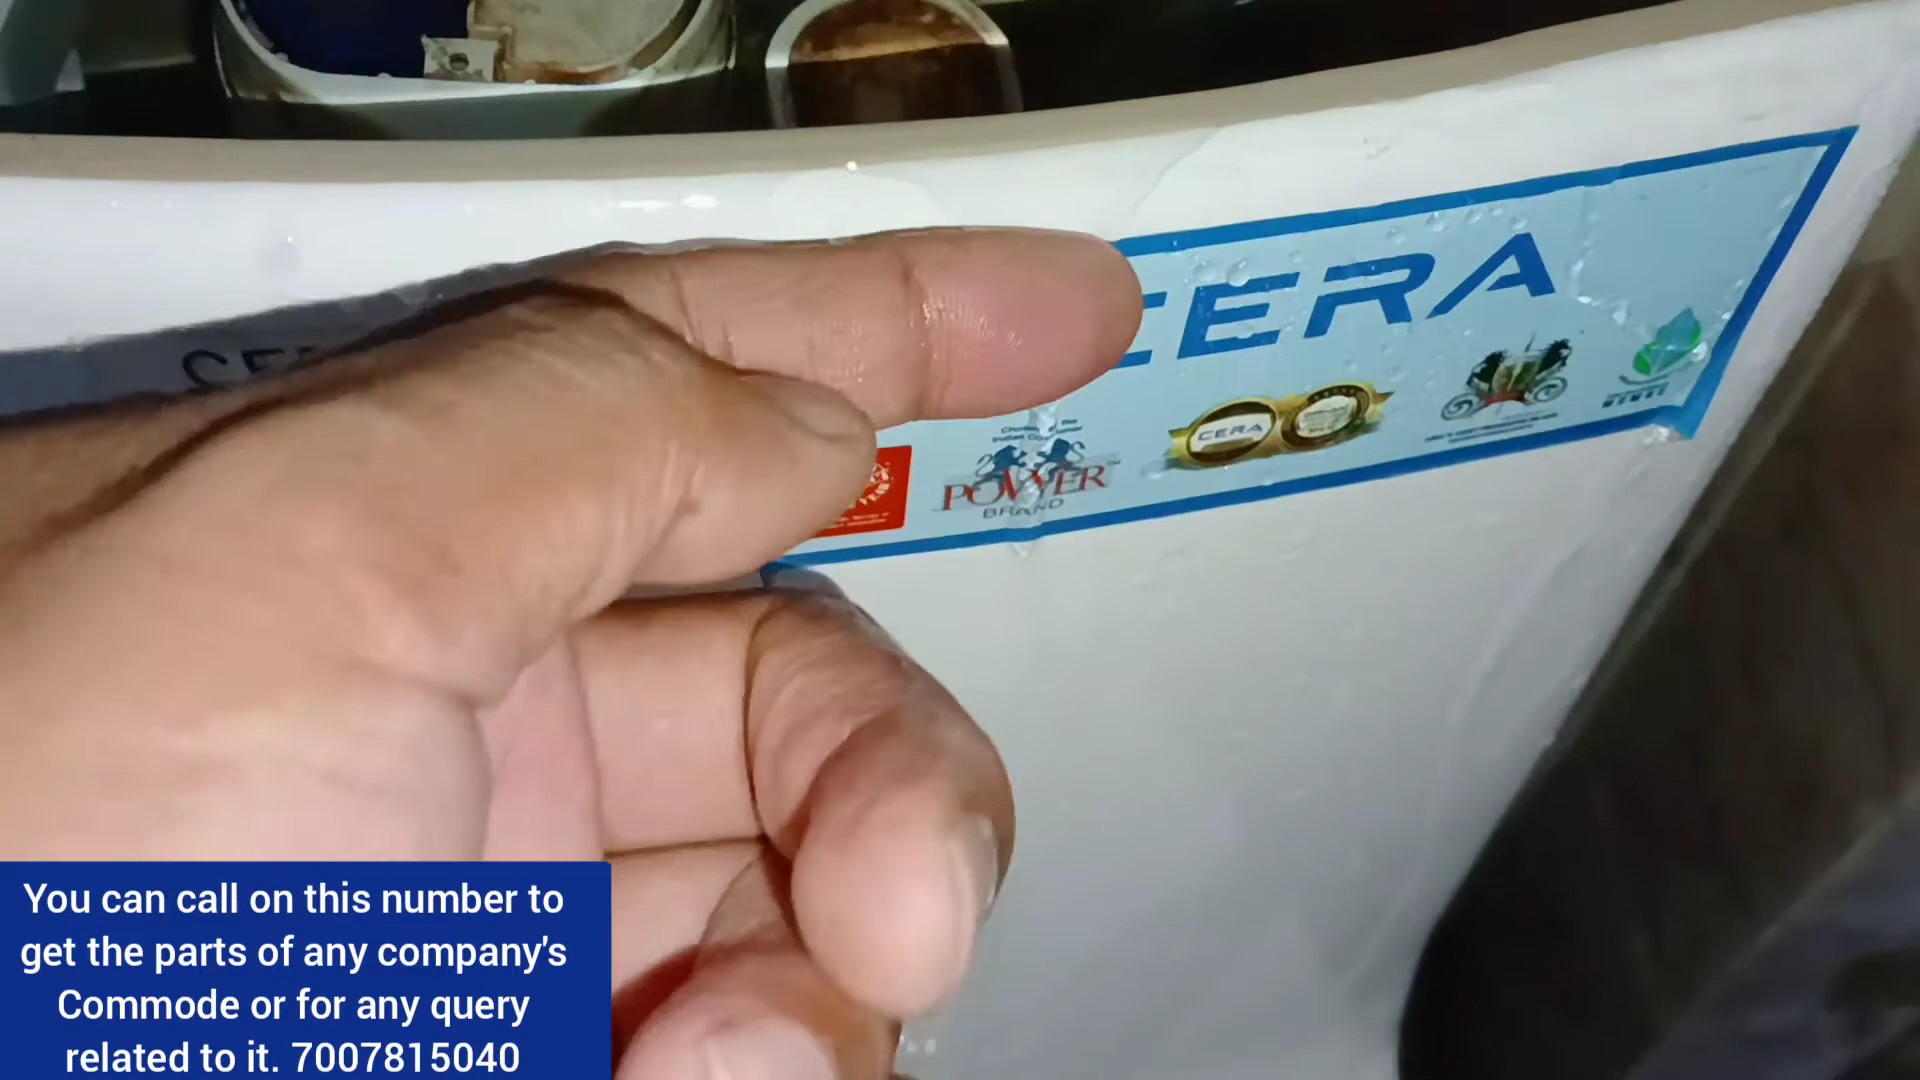 CERA
Indian
POWER
BRAND
CERA
You can call on this number to
get the parts of any company's
Commode or for any query
related to it. 7007815040